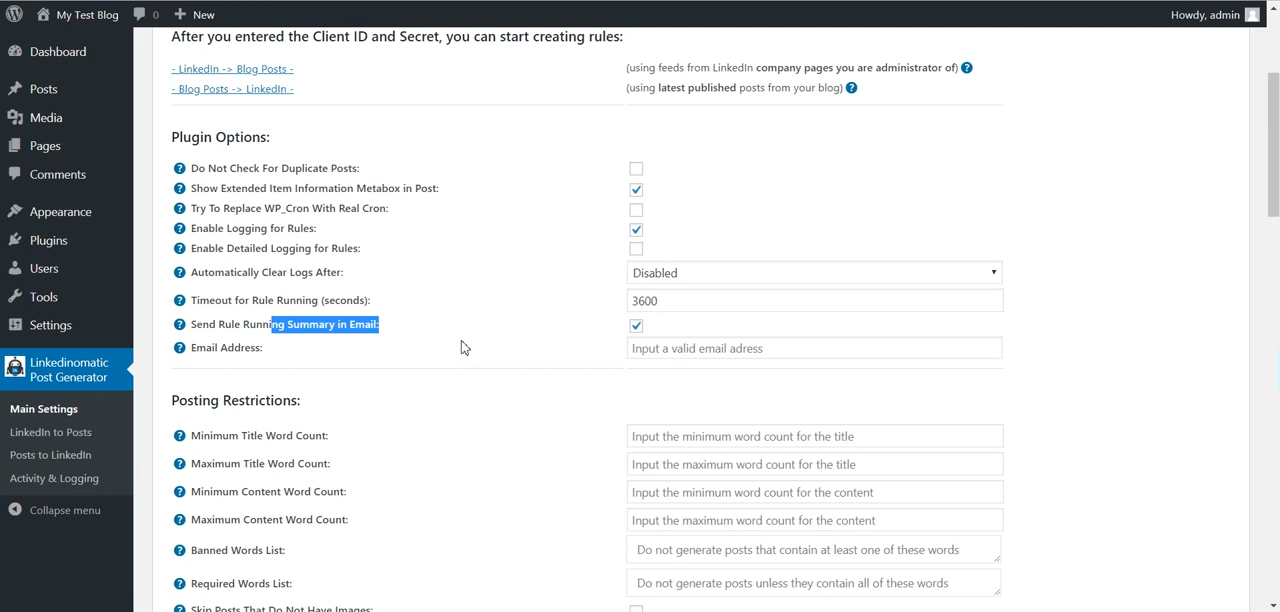 My Test Blog
0
New
Howdy, admin
Dashboard
Posts
Media
Pages
Comments
Appearance
Plugins
Users
Tools
Settings
Linkedinomatic
Post Generator
Main Settings
LinkedIn to Posts
Posts to LinkedIn
Activity & Logging
Collapse menu
After you entered the Client ID and Secret, you can start creating rules:
- LinkedIn -> Blog Posts - (using feeds from LinkedIn company pages you are administrator of)
- Blog Posts -> LinkedIn - (using latest published posts from your blog)
Plugin Options:
Do Not Check For Duplicate Posts:
Show Extended Item Information Metabox in Post:
Try To Replace WP_Cron With Real Cron:
Enable Logging for Rules:
Enable Detailed Logging for Rules:
Automatically Clear Logs After: Disabled
Timeout for Rule Running (seconds): 3600
Send Rule Running Summary in Email:
Email Address: Input a valid email adress
Posting Restrictions:
Minimum Title Word Count: Input the minimum word count for the title
Maximum Title Word Count: Input the maximum word count for the title
Minimum Content Word Count: Input the minimum word count for the content
Maximum Content Word Count: Input the maximum word count for the content
Banned Words List: Do not generate posts that contain at least one of these words
Required Words List: Do not generate posts unless they contain all of these words
Skip Posts That Do Not Have Images: